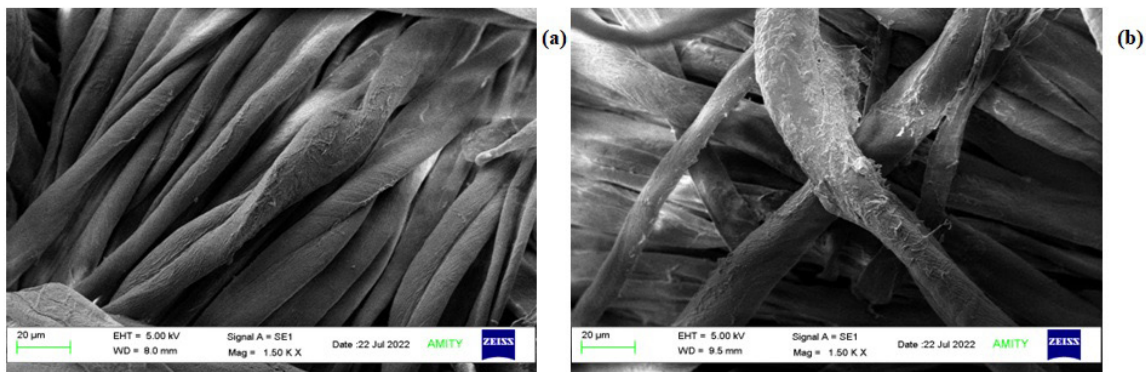 (a)
20 µm
EHT = 5.00 kV
Signal A = SE1
WD = 8.0 mm
Mag = 1.50 K X
Date :22 Jul 2022
AMITY
ZEISS
(b)
20 µm
EHT = 5.00 kV
Signal A = SE1
WD = 9.5 mm
Mag = 1.50 K X
Date :22 Jul 2022
AMITY
ZEISS